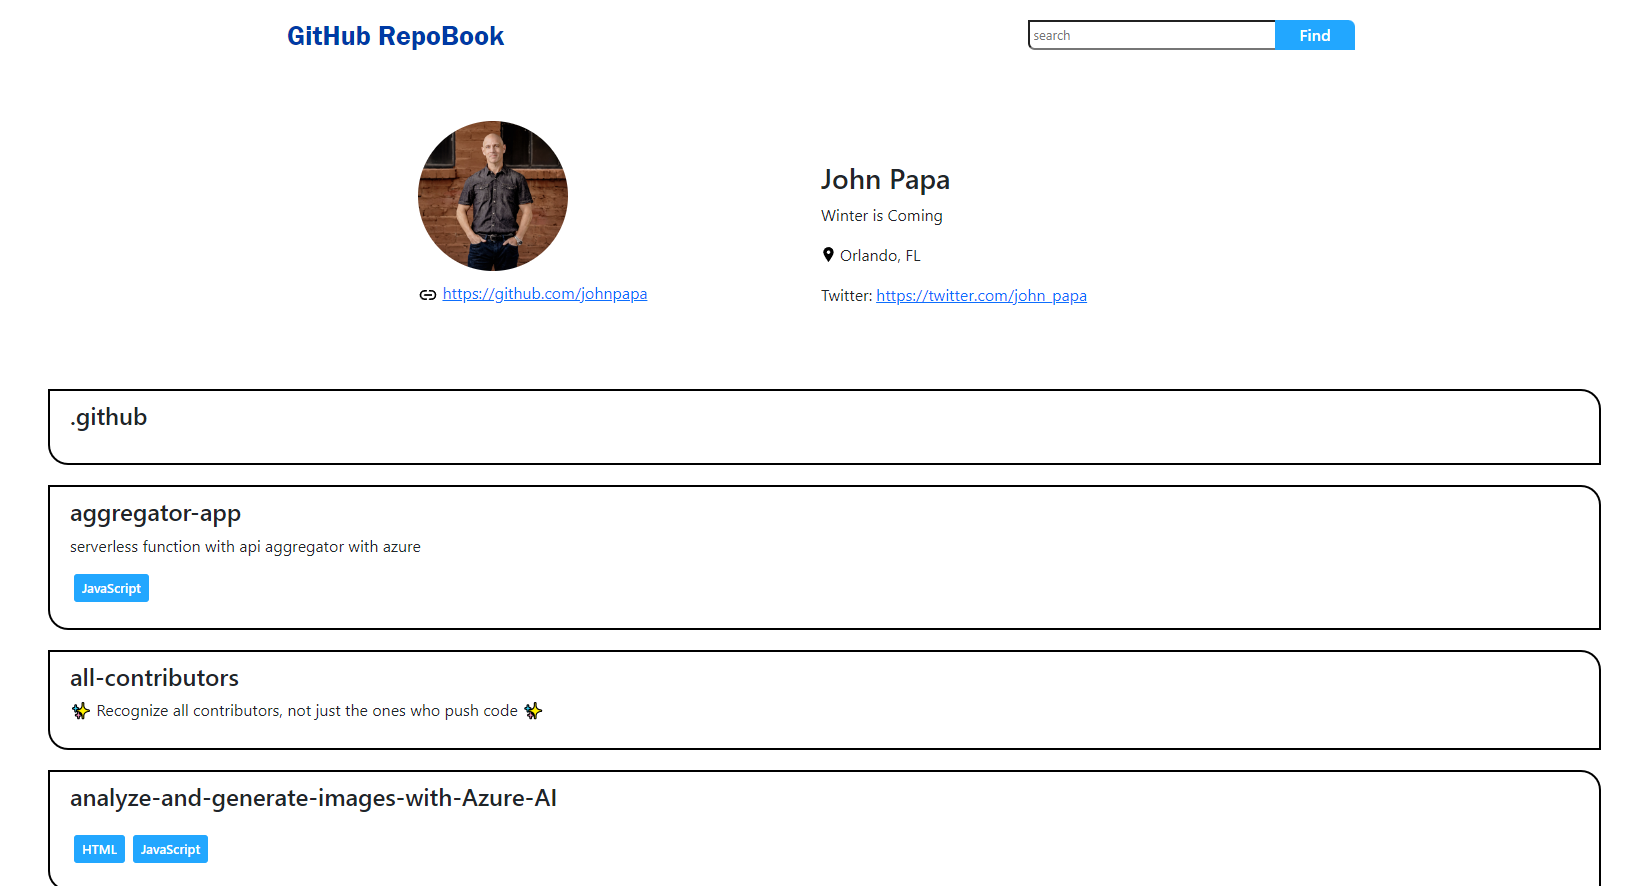 GitHub RepoBook
search
Find
https://github.com/johnpapa
John Papa
Winter is Coming
Orlando, FL
Twitter: https://twitter.com/john_papa
.github
aggregator-app
serverless function with api aggregator with azure
JavaScript
all-contributors
✨ Recognize all contributors, not just the ones who push code ✨
analyze-and-generate-images-with-Azure-AI
HTML JavaScript